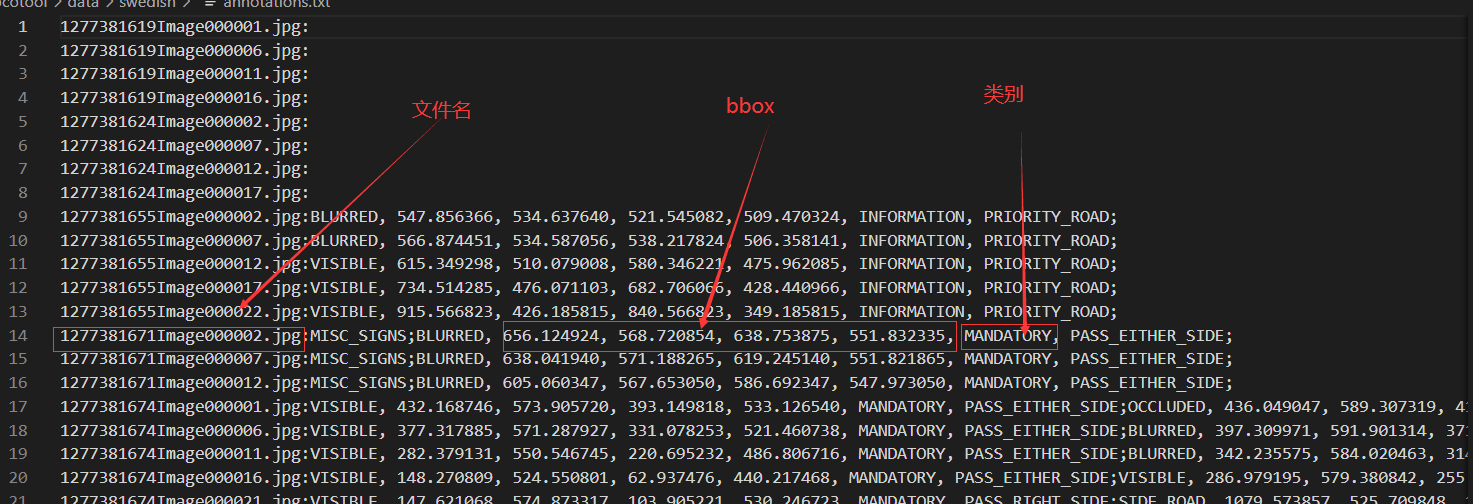 ocotool > data > swedish > annotations.txt
文件名
bbox
类别
1 1277381619Image000001.jpg:
2 1277381619Image000006.jpg:
3 1277381619Image000011.jpg:
4 1277381619Image000016.jpg:
5 1277381624Image000002.jpg:
6 1277381624Image000007.jpg:
7 1277381624Image000012.jpg:
8 1277381624Image000017.jpg:
9 1277381655Image000002.jpg:BLURRED, 547.856366, 534.637640, 521.545082, 509.470324, INFORMATION, PRIORITY_ROAD;
10 1277381655Image000007.jpg:BLURRED, 566.874451, 534.587056, 538.217824, 506.358141, INFORMATION, PRIORITY_ROAD;
11 1277381655Image000012.jpg:VISIBLE, 615.349298, 510.079008, 580.346221, 475.962085, INFORMATION, PRIORITY_ROAD;
12 1277381655Image000017.jpg:VISIBLE, 734.514285, 476.071103, 682.706066, 428.440966, INFORMATION, PRIORITY_ROAD;
13 1277381655Image000022.jpg:VISIBLE, 915.566823, 426.185815, 840.566823, 349.185815, INFORMATION, PRIORITY_ROAD;
14 1277381671Image000002.jpg:MISC_SIGNS;BLURRED, 656.124924, 568.720854, 638.753875, 551.832335, MANDATORY, PASS_EITHER_SIDE;
15 1277381671Image000007.jpg:MISC_SIGNS;BLURRED, 638.041940, 571.188265, 619.245140, 551.821865, MANDATORY, PASS_EITHER_SIDE;
16 1277381671Image000012.jpg:MISC_SIGNS;BLURRED, 605.060347, 567.653050, 586.692347, 547.973050, MANDATORY, PASS_EITHER_SIDE;
17 1277381674Image000001.jpg:VISIBLE, 432.168746, 573.905720, 393.149818, 533.126540, MANDATORY, PASS_EITHER_SIDE;OCCLUDED, 436.049047, 589.307319, 41
18 1277381674Image000006.jpg:VISIBLE, 377.317885, 571.287927, 331.078253, 521.460738, MANDATORY, PASS_EITHER_SIDE;BLURRED, 397.309971, 591.901314, 371
19 1277381674Image000011.jpg:VISIBLE, 282.379131, 550.546745, 220.695232, 486.806716, MANDATORY, PASS_EITHER_SIDE;BLURRED, 342.235575, 584.020463, 314
20 1277381674Image000016.jpg:VISIBLE, 148.270809, 524.550801, 62.937476, 440.217468, MANDATORY, PASS_EITHER_SIDE;VISIBLE, 286.979195, 579.380842, 255
21 1277381674Image000021.jpg:VISIBLE, 147.621068, 574.873317, 103.905221, 530.246723, MANDATORY, PASS_RIGHT_SIDE;SIDE_ROAD, 1079.573857, 525.709848,